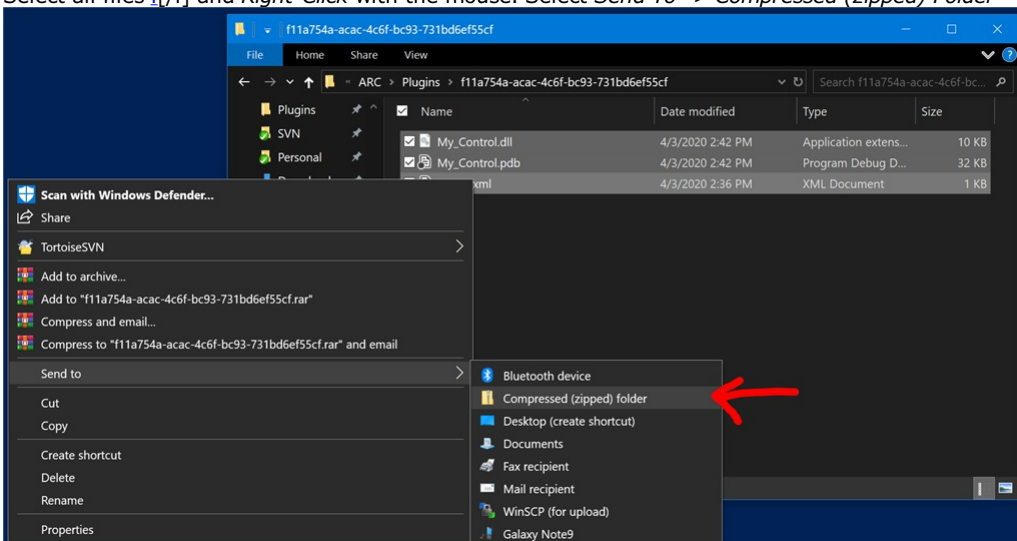 Select all files ![/i] and Right-Click with the mouse. Select Send To -> Compressed (zipped) Folder
f11a754a-acac-4c6f-bc93-731bd6ef55cf
File Home Share View
ARC > Plugins > f11a754a-acac-4c6f-bc93-731bd6ef55cf
Search f11a754a-acac-4c6f-bc...
Plugins
SVN
Personal
Name Date modified Type Size
My_Control.dll 4/3/2020 2:42 PM Application extens... 10 KB
My_Control.pdb 4/3/2020 2:42 PM Program Debug D... 32 KB
xml 4/3/2020 2:36 PM XML Document 1 KB
Scan with Windows Defender...
Share
TortoiseSVN
Add to archive...
Add to "f11a754a-acac-4c6f-bc93-731bd6ef55cf.rar"
Compress and email...
Compress to "f11a754a-acac-4c6f-bc93-731bd6ef55cf.rar" and email
Send to
Cut
Copy
Create shortcut
Delete
Rename
Properties
Bluetooth device
Compressed (zipped) folder
Desktop (create shortcut)
Documents
Fax recipient
Mail recipient
WinSCP (for upload)
Galaxy Note9